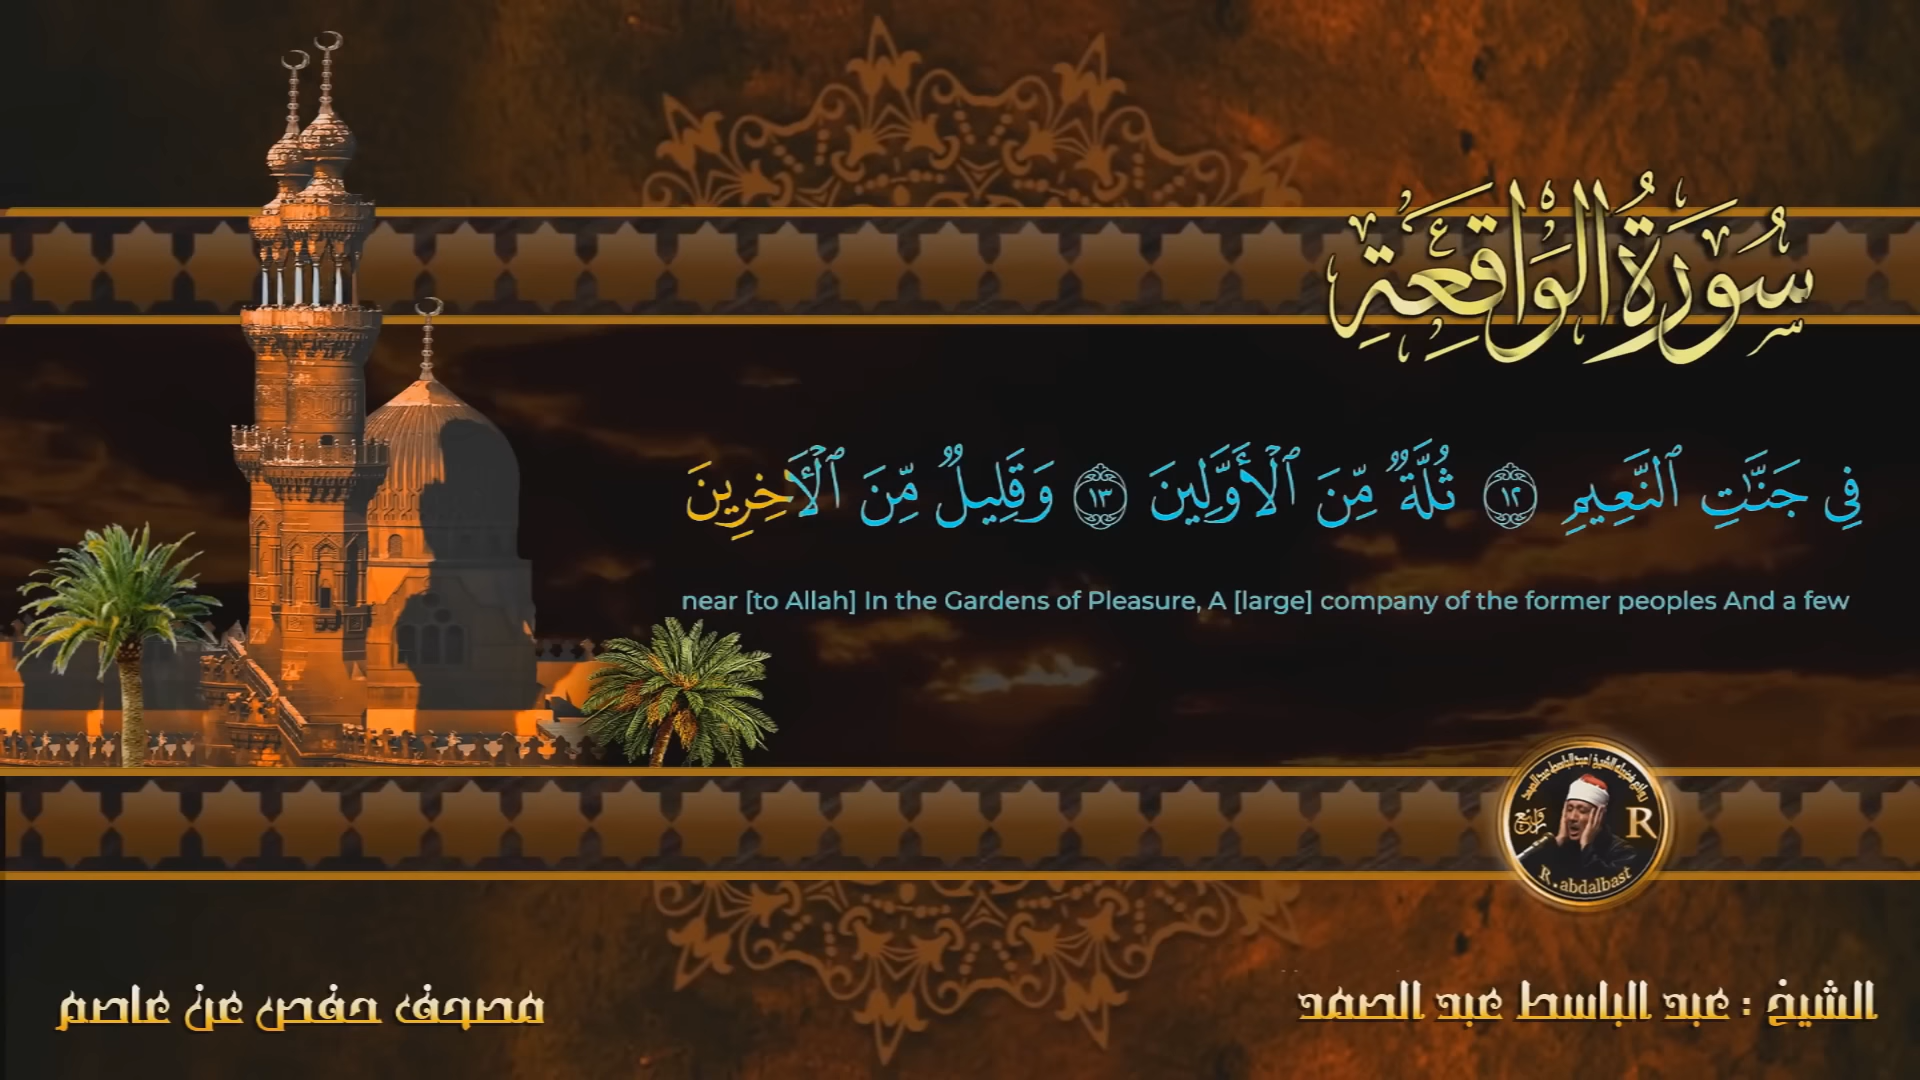 سُورَةُ الوَاقِعَةِ
فِي جَنَّٰتِ ٱلنَّعِيمِ ١٢ ثُلَّةٌ مِّنَ ٱلْأَوَّلِينَ ١٣ وَقَلِيلٌ مِّنَ ٱلْـَٔاخِرِينَ
near [to Allah] In the Gardens of Pleasure, A [large] company of the former peoples And a few
روائع R
R.abdalbast
الشيخ : عبد الباسط عبد الصمد
مصحف حفص عن عاصم